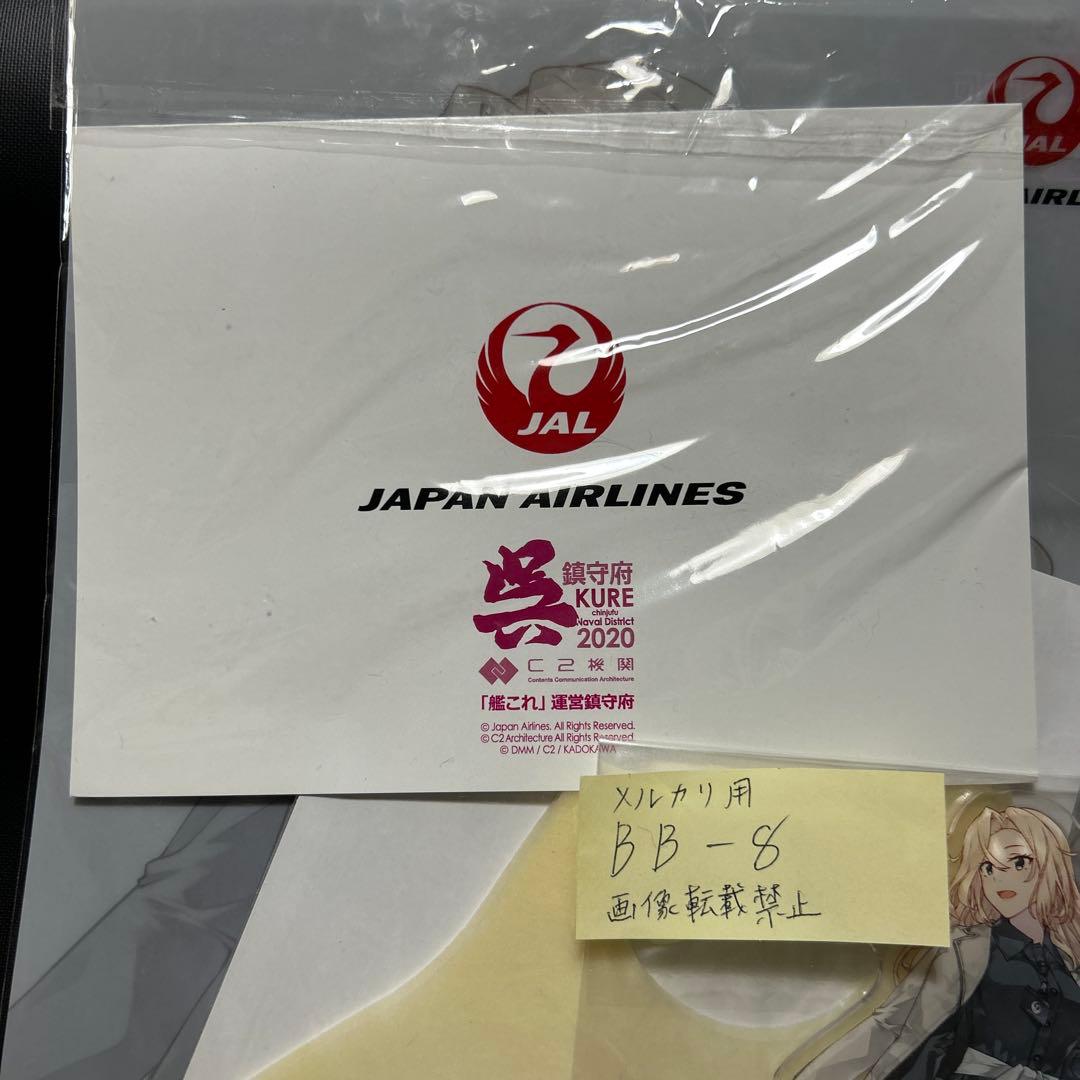 JAL
JAL
AIRL
JAPAN AIRLINES
呉
鎮守府
KURE
chinjufu
Naval District
2020
C2機関
Contents Communication Architecture
「艦これ」運営鎮守府
© Japan Airlines. All Rights Reserved.
© C2 Architecture All Rights Reserved.
© DMM / C2 / KADOKAWA
メルカリ用
BB-8
画像転載禁止